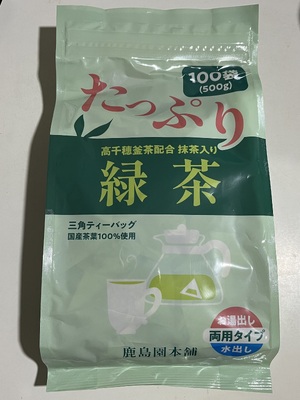 100袋
(500g)
たっぷり
高千穂釜茶配合 抹茶入り
緑茶
三角ティーバッグ
国産茶葉100%使用
お湯出し
両用タイプ
水出し
鹿島園本舗